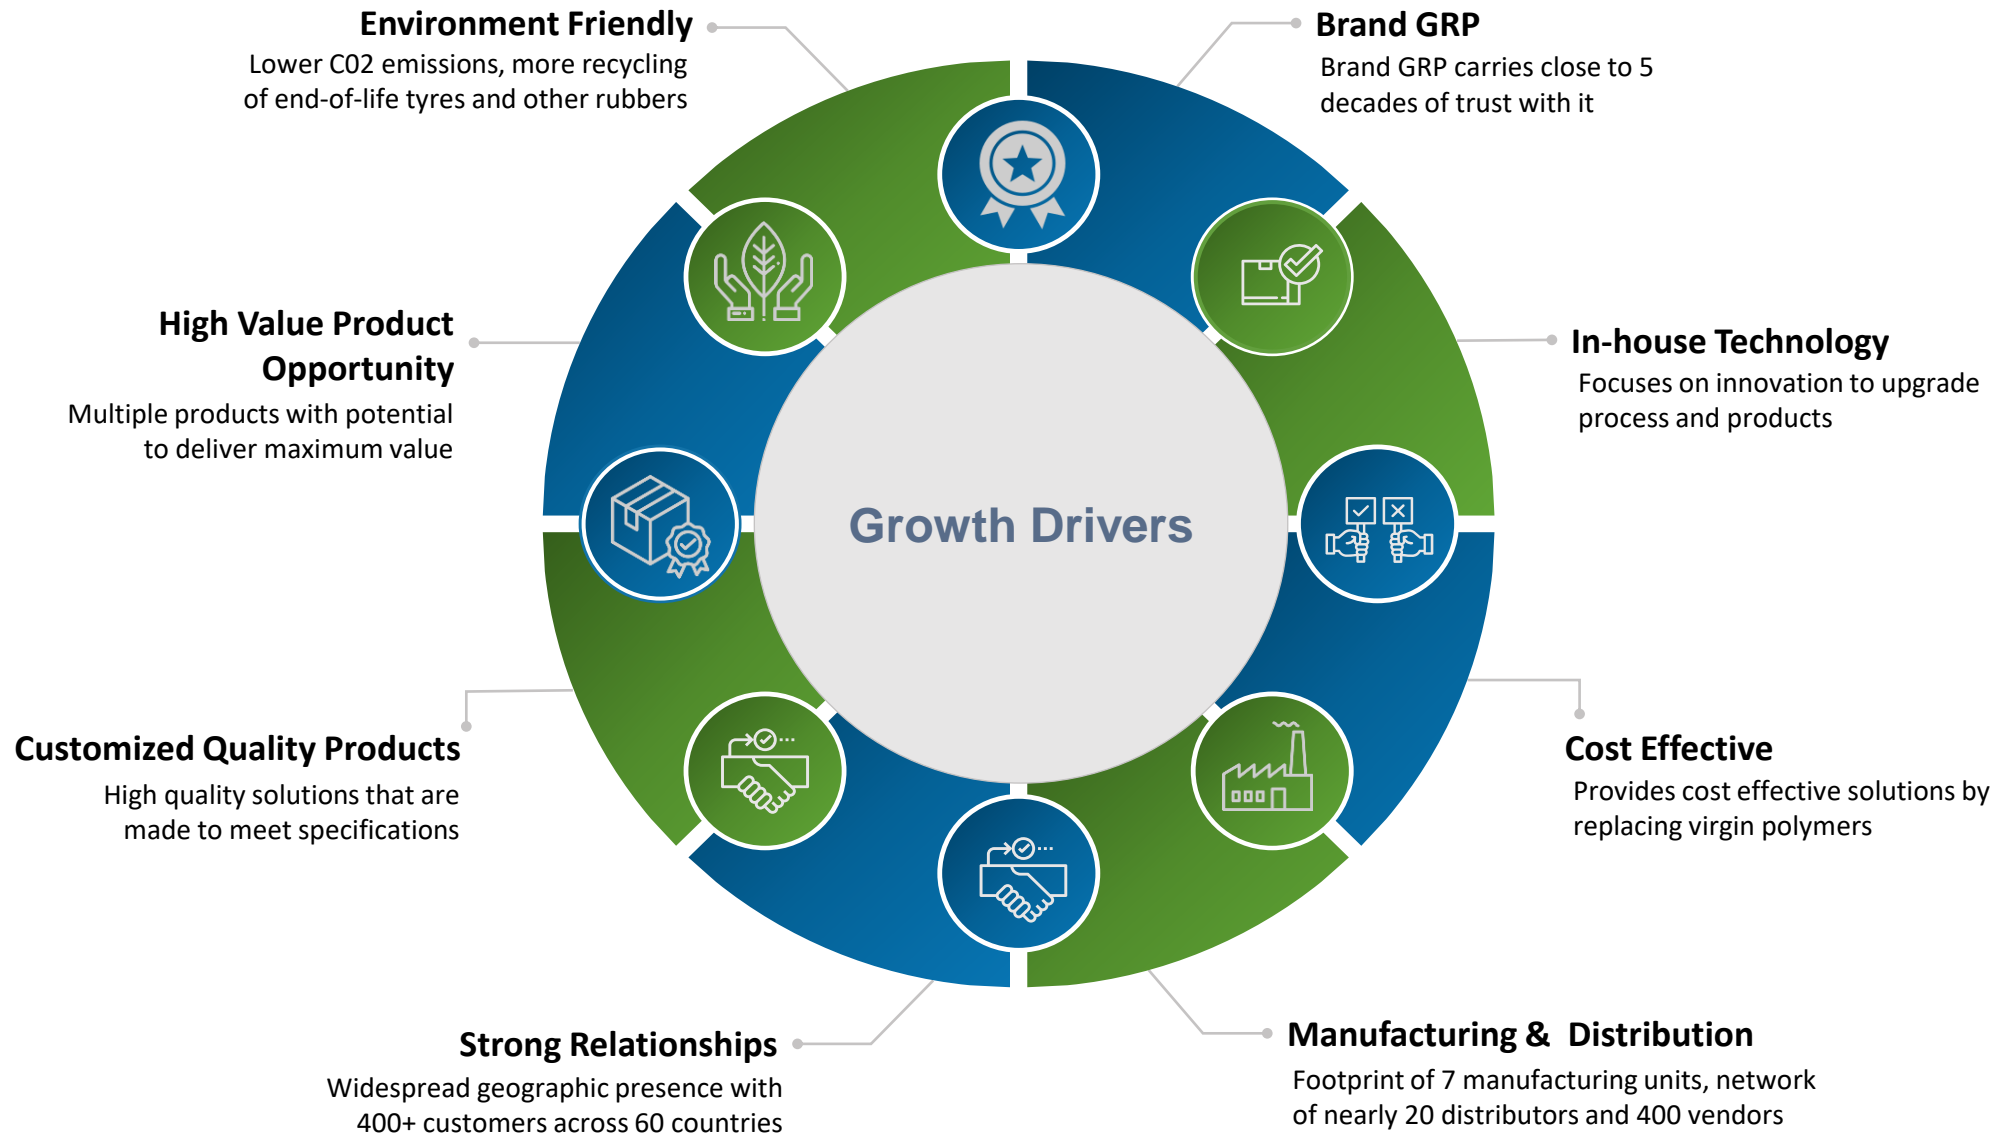 Environment Friendly
Lower C02 emissions, more recycling
of end-of-life tyres and other rubbers
Brand GRP
Brand GRP carries close to 5
decades of trust with it
High Value Product
Opportunity
Multiple products with potential
to deliver maximum value
In-house Technology
Focuses on innovation to upgrade
process and products
Growth Drivers
Customized Quality Products
High quality solutions that are
made to meet specifications
Cost Effective
Provides cost effective solutions by
replacing virgin polymers
Strong Relationships
Widespread geographic presence with
400+ customers across 60 countries
Manufacturing & Distribution
Footprint of 7 manufacturing units, network
of nearly 20 distributors and 400 vendors